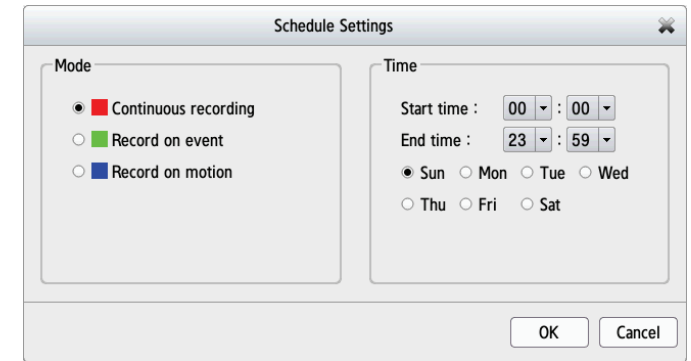 Schedule Settings
Mode
Continuous recording
Record on event
Record on motion
Time
Start time : 00 : 00
End time : 23 : 59
Sun Mon Tue Wed
Thu Fri Sat
OK Cancel